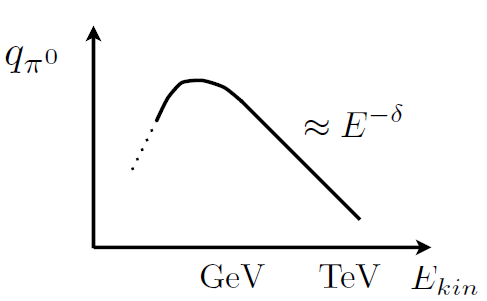 q_{π^0}
≈ E^{-δ}
GeV TeV E_{kin}